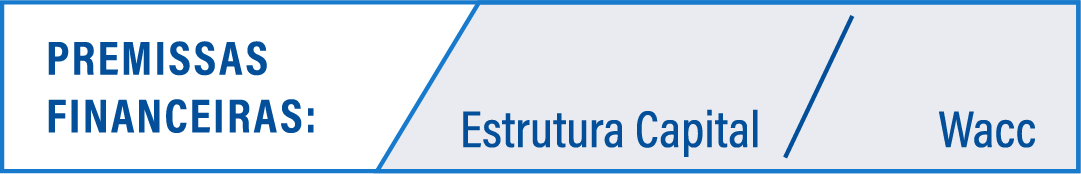 PREMISSAS
FINANCEIRAS:
Estrutura Capital
Wacc